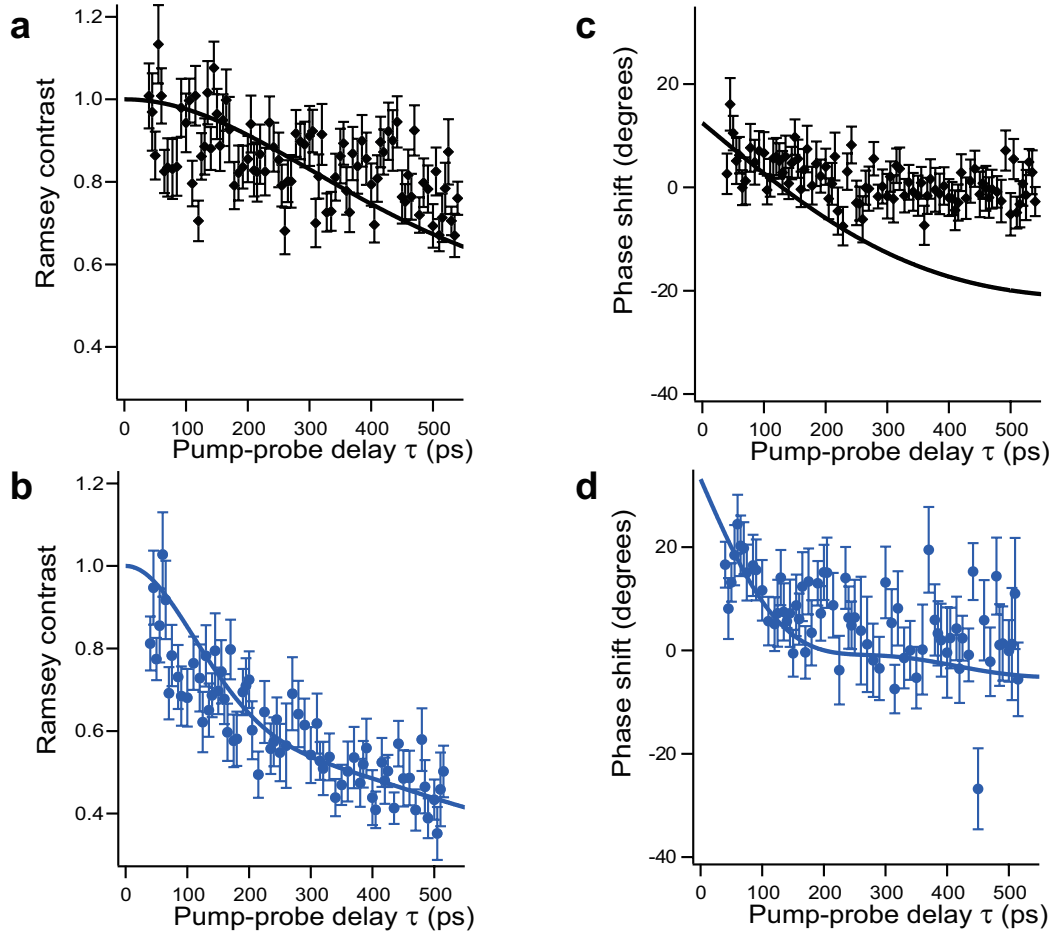 a
1.2
1.0
0.8
0.6
0.4
Ramsey contrast
0 100 200 300 400 500
Pump-probe delay τ (ps)
c
20
0
-20
-40
Phase shift (degrees)
0 100 200 300 400 500
Pump-probe delay τ (ps)
b
1.2
1.0
0.8
0.6
0.4
Ramsey contrast
0 100 200 300 400 500
Pump-probe delay τ (ps)
d
20
0
-20
-40
Phase shift (degrees)
0 100 200 300 400 500
Pump-probe delay τ (ps)